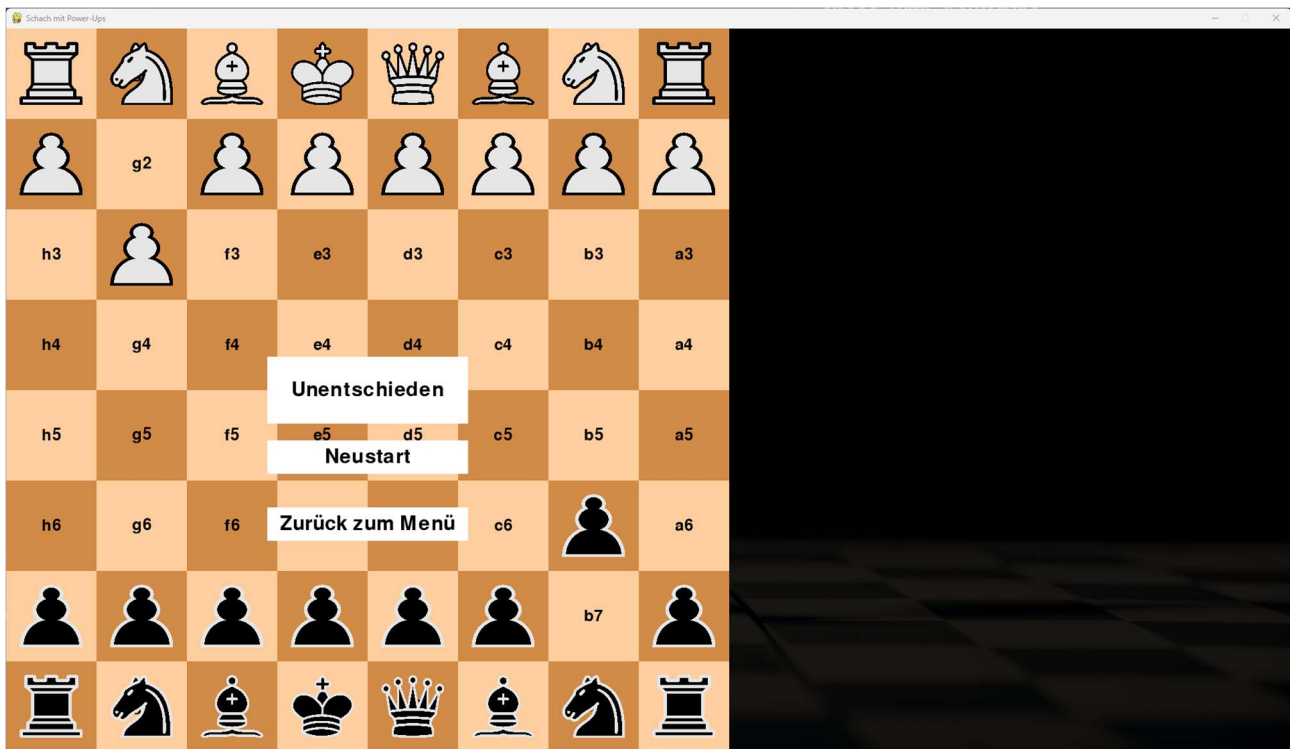 Schach mit Power-Ups
g2
h3 f3 e3 d3 c3 b3 a3
h4 g4 f4 e4 d4 c4 b4 a4
Unentschieden
h5 g5 f5 e5 d5 c5 b5 a5
Neustart
h6 g6 f6 Zurück zum Menü c6 a6
b7